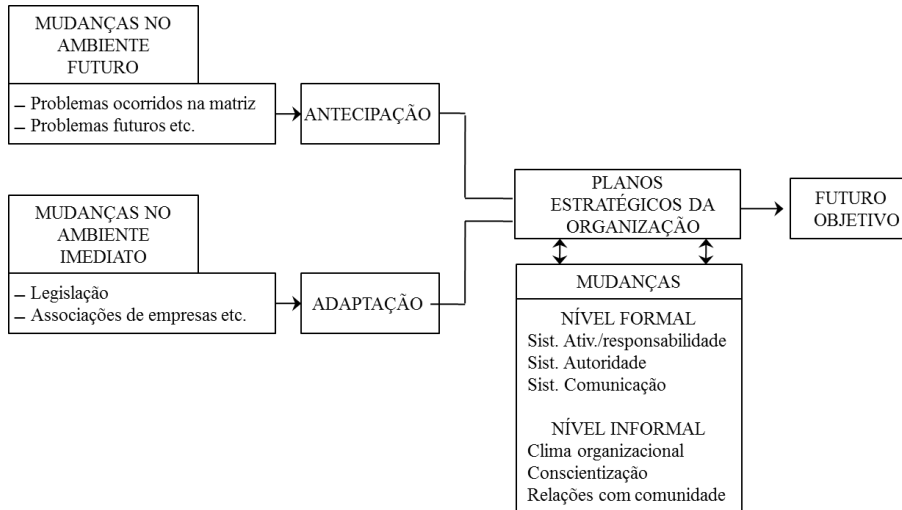 MUDANÇAS NO
AMBIENTE
FUTURO
– Problemas ocorridos na matriz
– Problemas futuros etc.
ANTECIPAÇÃO
MUDANÇAS NO
AMBIENTE
IMEDIATO
– Legislação
– Associações de empresas etc.
ADAPTAÇÃO
PLANOS
ESTRATÉGICOS DA
ORGANIZAÇÃO
FUTURO
OBJETIVO
MUDANÇAS
NÍVEL FORMAL
Sist. Ativ./responsabilidade
Sist. Autoridade
Sist. Comunicação
NÍVEL INFORMAL
Clima organizacional
Conscientização
Relações com comunidade